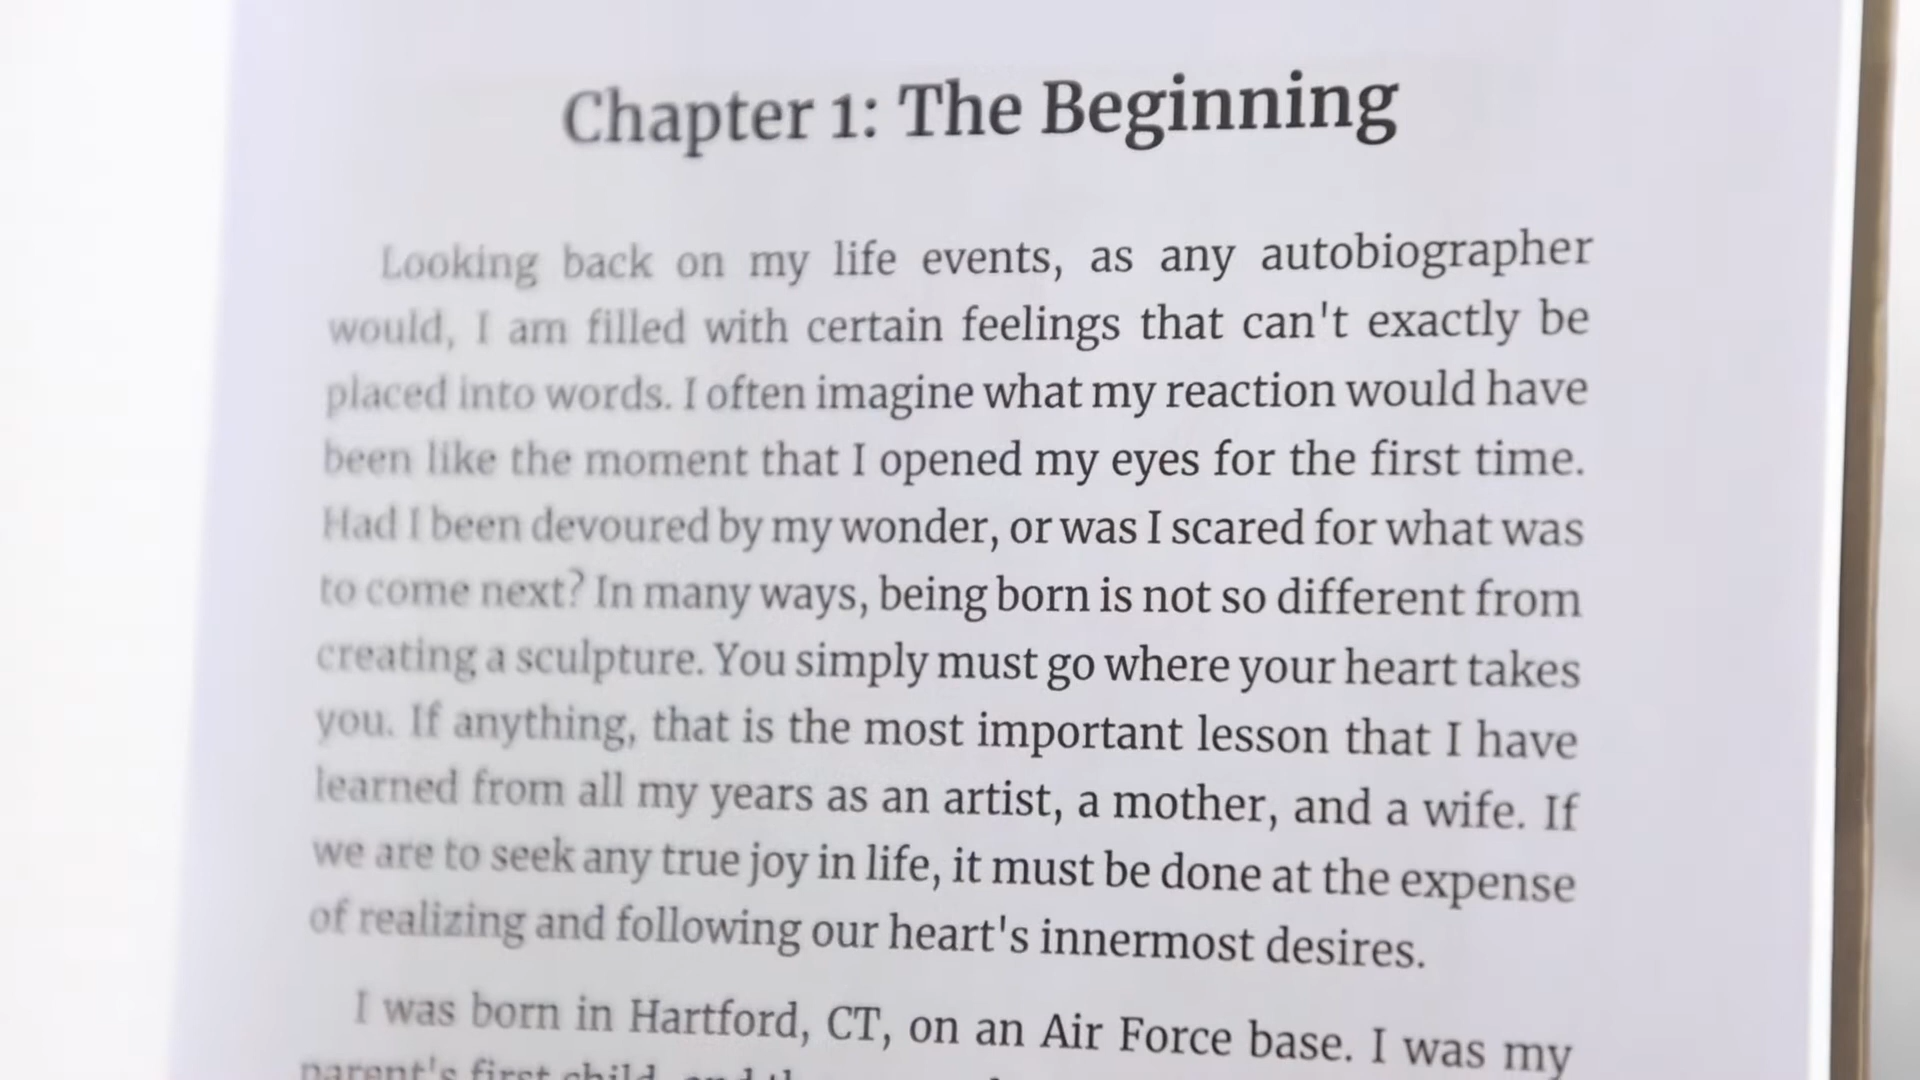 Chapter 1: The Beginning
Looking back on my life events, as any autobiographer
would, I am filled with certain feelings that can't exactly be
placed into words. I often imagine what my reaction would have
been like the moment that I opened my eyes for the first time.
Had I been devoured by my wonder, or was I scared for what was
to come next? In many ways, being born is not so different from
creating a sculpture. You simply must go where your heart takes
you. If anything, that is the most important lesson that I have
learned from all my years as an artist, a mother, and a wife. If
we are to seek any true joy in life, it must be done at the expense
of realizing and following our heart's innermost desires.
I was born in Hartford, CT, on an Air Force base. I was my
parent's first child, and